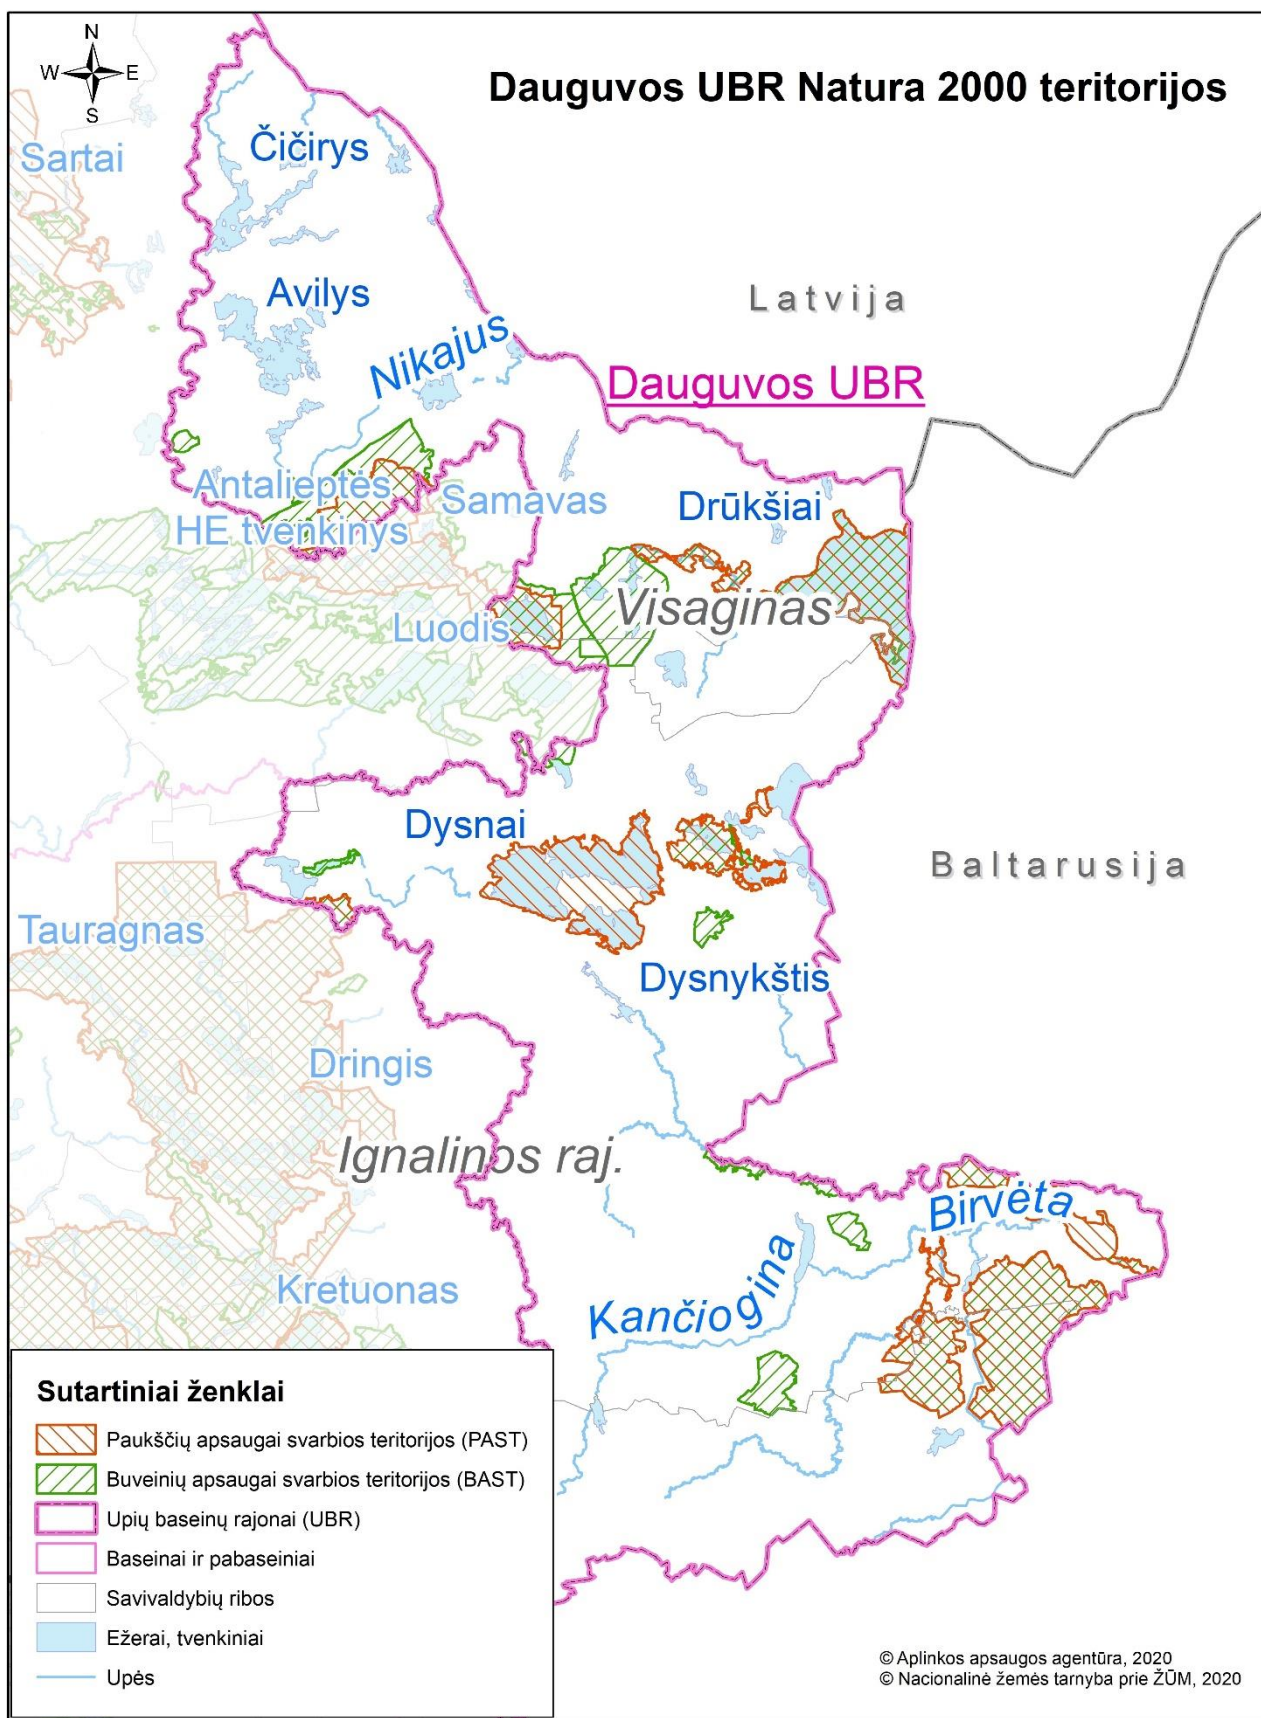 N
W E
S
Dauguvos UBR Natura 2000 teritorijos
Čičirys
Sartai
Avilys
Latvija
Nikajus
Dauguvos UBR
Antalieptės
HE tvenkinys
Samavas
Drūkšiai
Visaginas
Luodis
Dysnai
Baltarusija
Tauragnas
Dysnykštis
Dringis
Ignalinos raj.
Birvėta
Kančiogina
Kretuonas
Sutartiniai ženklai
Paukščių apsaugai svarbios teritorijos (PAST)
Buveinių apsaugai svarbios teritorijos (BAST)
Upių baseinų rajonai (UBR)
Baseinai ir pabaseiniai
Savivaldybių ribos
Ežerai, tvenkiniai
Upės
© Aplinkos apsaugos agentūra, 2020
© Nacionalinė žemės tarnyba prie ŽŪM, 2020